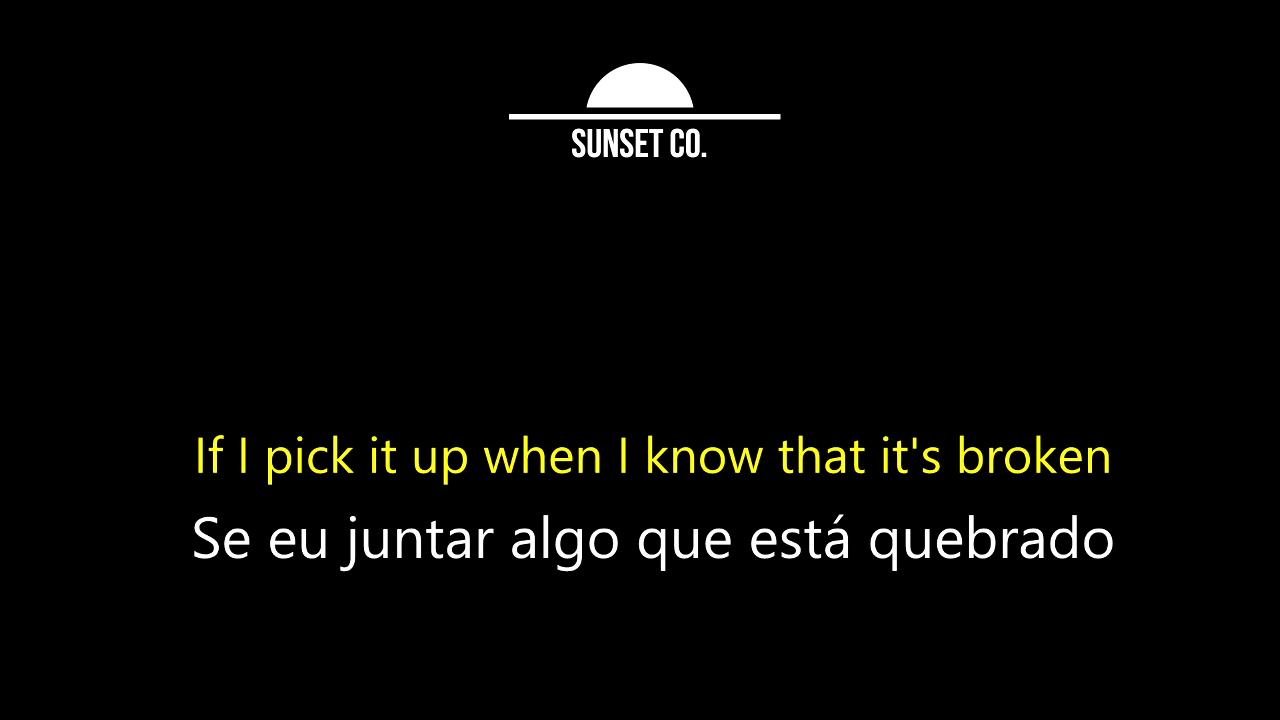 SUNSET CO.
If I pick it up when I know that it's broken
Se eu juntar algo que está quebrado